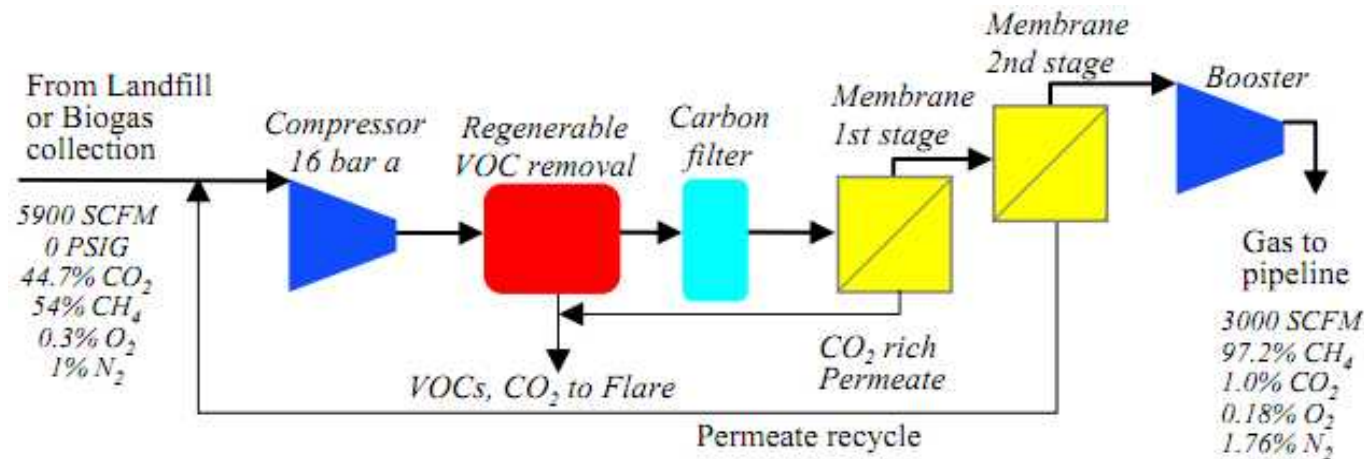 From Landfill
or Biogas
collection
5900 SCFM
0 PSIG
44.7% CO₂
54% CH₄
0.3% O₂
1% N₂
Compressor
16 bar a
Regenerable
VOC removal
Carbon
filter
Membrane
1st stage
Membrane
2nd stage
Booster
VOCs, CO₂ to Flare
CO₂ rich
Permeate
Permeate recycle
Gas to
pipeline
3000 SCFM
97.2% CH₄
1.0% CO₂
0.18% O₂
1.76% N₂